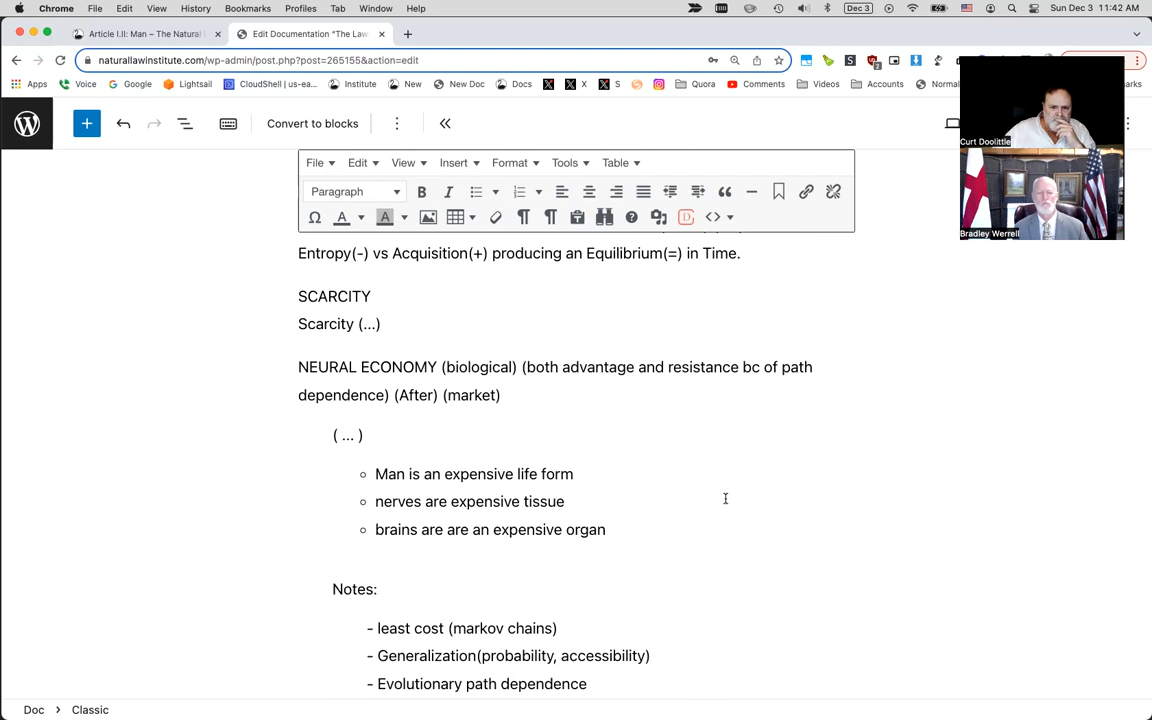 Chrome File Edit View History Bookmarks Profiles Tab Window Help Dec 3 Sun Dec 3 11:42 AM
Article I.II: Man – The Natural Edit Documentation “The Law
naturallawinstitute.com/wp-admin/post.php?post=265155&action=edit
Apps Voice Google Lightsail CloudShell | us-ea... Institute New New Doc Docs X S Quora Comments Videos Accounts Normal marks
Convert to blocks
Curt Doolittle
Bradley Werrell
File Edit View Insert Format Tools Table
Paragraph B I
Entropy(-) vs Acquisition(+) producing an Equilibrium(=) in Time.
SCARCITY
Scarcity (...)
NEURAL ECONOMY (biological) (both advantage and resistance bc of path
dependence) (After) (market)
( ... )
Man is an expensive life form
nerves are expensive tissue
brains are are an expensive organ
Notes:
- least cost (markov chains)
- Generalization(probability, accessibility)
- Evolutionary path dependence
Doc > Classic